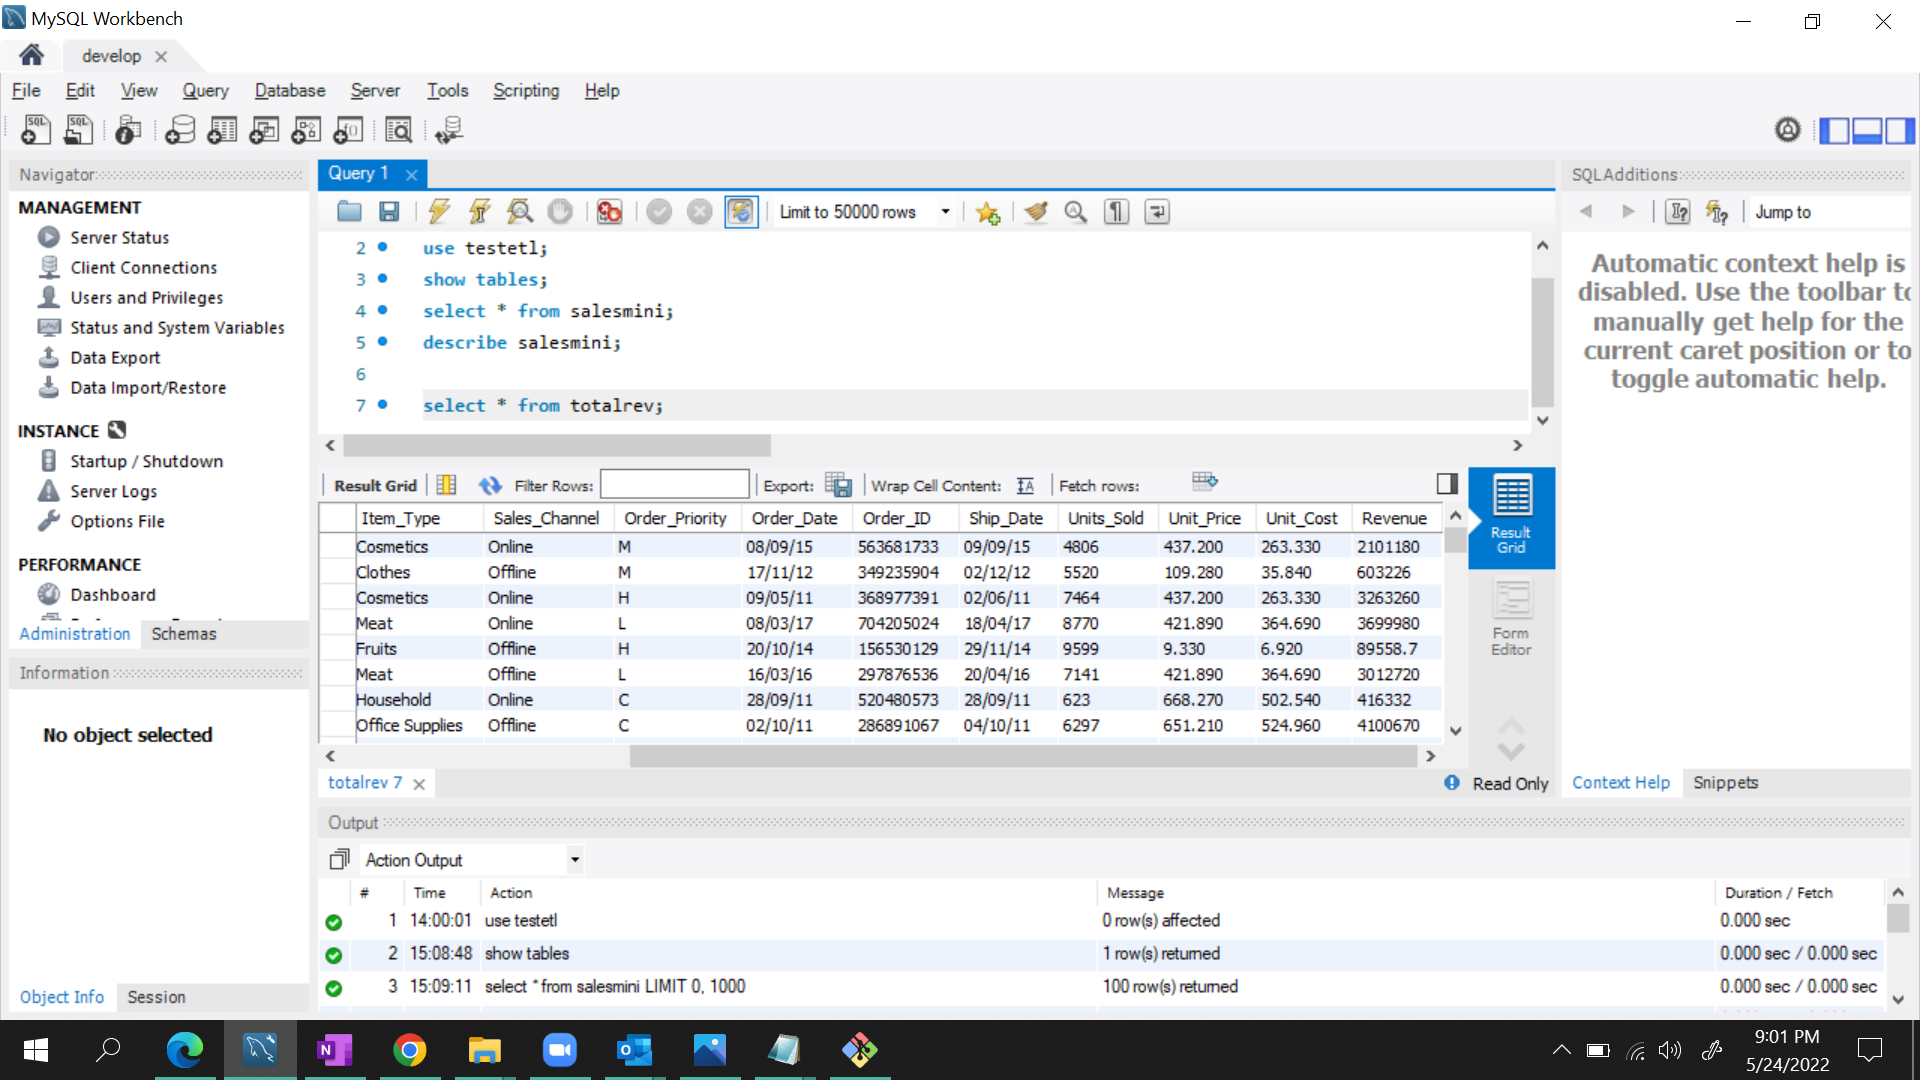 MySQL Workbench
develop
File Edit View Query Database Server Tools Scripting Help
Navigator
MANAGEMENT
Server Status
Client Connections
Users and Privileges
Status and System Variables
Data Export
Data Import/Restore
INSTANCE
Startup / Shutdown
Server Logs
Options File
PERFORMANCE
Dashboard
Administration Schemas
Information
No object selected
Object Info Session
Query 1
Limit to 50000 rows
2 use testetl;
3 show tables;
4 select * from salesmini;
5 describe salesmini;
6
7 select * from totalrev;
Result Grid Filter Rows: Export: Wrap Cell Content: Fetch rows:
Item_Type Sales_Channel Order_Priority Order_Date Order_ID Ship_Date Units_Sold Unit_Price Unit_Cost Revenue
Cosmetics Online M 08/09/15 563681733 09/09/15 4806 437.200 263.330 2101180
Clothes Offline M 17/11/12 349235904 02/12/12 5520 109.280 35.840 603226
Cosmetics Online H 09/05/11 368977391 02/06/11 7464 437.200 263.330 3263260
Meat Online L 08/03/17 704205024 18/04/17 8770 421.890 364.690 3699980
Fruits Offline H 20/10/14 156530129 29/11/14 9599 9.330 6.920 89558.7
Meat Offline L 16/03/16 297876536 20/04/16 7141 421.890 364.690 3012720
Household Online C 28/09/11 520480573 28/09/11 623 668.270 502.540 416332
Office Supplies Offline C 02/10/11 286891067 04/10/11 6297 651.210 524.960 4100670
Result
Grid
Form
Editor
totalrev 7
Read Only
SQLAdditions
Jump to
Automatic context help is
disabled. Use the toolbar to
manually get help for the
current caret position or to
toggle automatic help.
Context Help Snippets
Output
Action Output
# Time Action Message Duration / Fetch
1 14:00:01 use testetl 0 row(s) affected 0.000 sec
2 15:08:48 show tables 1 row(s) returned 0.000 sec / 0.000 sec
3 15:09:11 select * from salesmini LIMIT 0, 1000 100 row(s) returned 0.000 sec / 0.000 sec
9:01 PM
5/24/2022